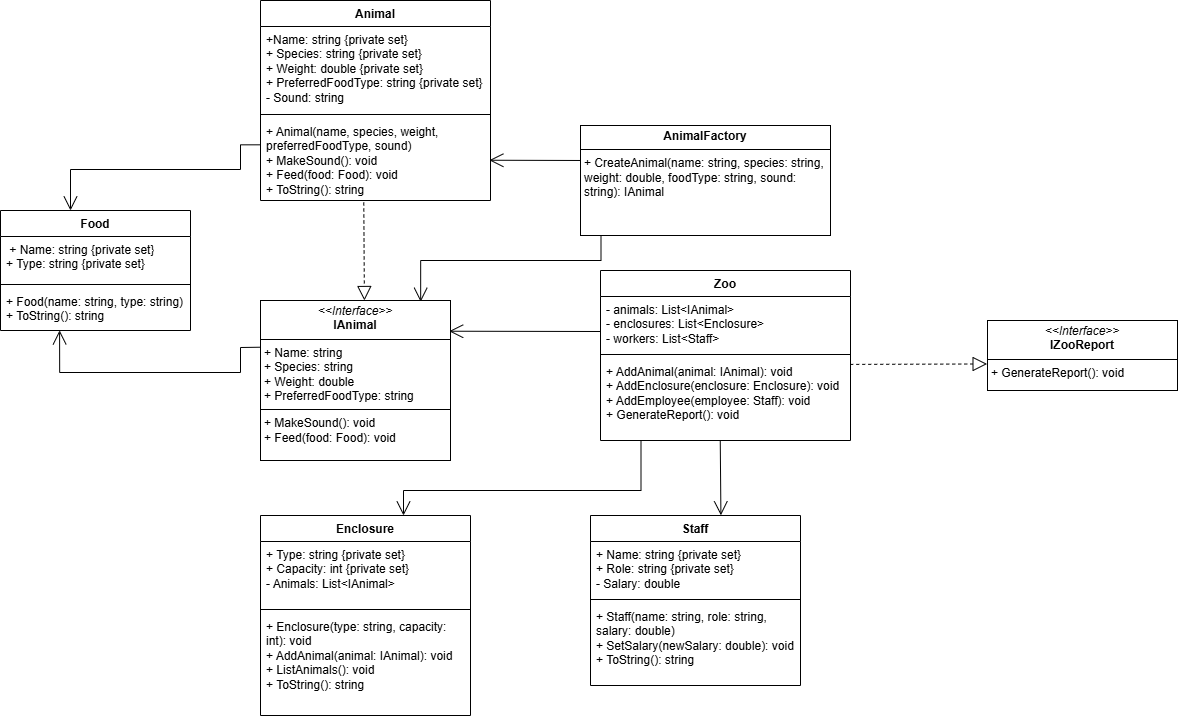 Animal
+Name: string {private set}
+ Species: string {private set}
+ Weight: double {private set}
+ PreferredFoodType: string {private set}
- Sound: string
+ Animal(name, species, weight,
preferredFoodType, sound)
+ MakeSound(): void
+ Feed(food: Food): void
+ ToString(): string
AnimalFactory
+ CreateAnimal(name: string, species: string,
weight: double, foodType: string, sound:
string): IAnimal
Food
+ Name: string {private set}
+ Type: string {private set}
+ Food(name: string, type: string)
+ ToString(): string
<<Interface>>
IAnimal
+ Name: string
+ Species: string
+ Weight: double
+ PreferredFoodType: string
+ MakeSound(): void
+ Feed(food: Food): void
Zoo
- animals: List<IAnimal>
- enclosures: List<Enclosure>
- workers: List<Staff>
+ AddAnimal(animal: IAnimal): void
+ AddEnclosure(enclosure: Enclosure): void
+ AddEmployee(employee: Staff): void
+ GenerateReport(): void
<<Interface>>
IZooReport
+ GenerateReport(): void
Enclosure
+ Type: string {private set}
+ Capacity: int {private set}
- Animals: List<IAnimal>
+ Enclosure(type: string, capacity:
int): void
+ AddAnimal(animal: IAnimal): void
+ ListAnimals(): void
+ ToString(): string
Staff
+ Name: string {private set}
+ Role: string {private set}
- Salary: double
+ Staff(name: string, role: string,
salary: double)
+ SetSalary(newSalary: double): void
+ ToString(): string